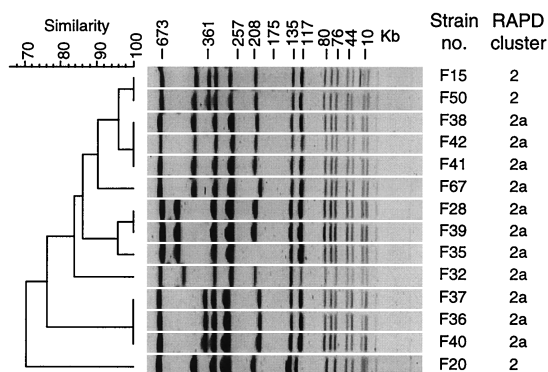 Similarity
70 80 90 100
673 361 257 208 175 135 117 80 76 44 10 Kb
Strain no. RAPD cluster
F15 2
F50 2
F38 2a
F42 2a
F41 2a
F67 2a
F28 2a
F39 2a
F35 2a
F32 2a
F37 2a
F36 2a
F40 2a
F20 2